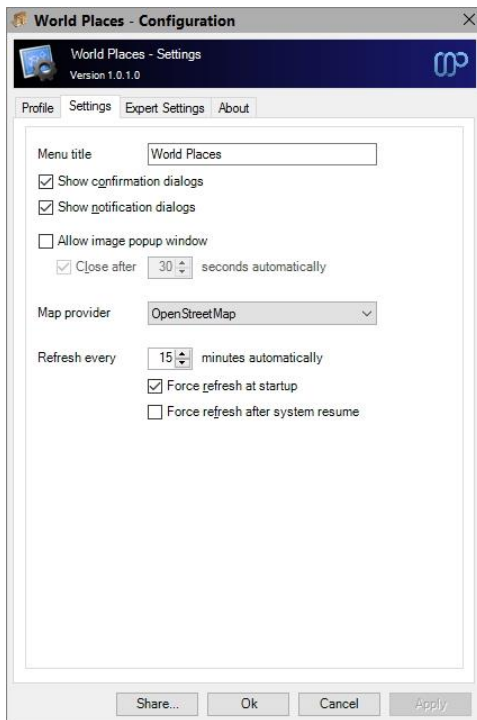 World Places - Configuration
World Places - Settings
Version 1.0.1.0
Profile Settings Expert Settings About
Menu title World Places
Show confirmation dialogs
Show notification dialogs
Allow image popup window
Close after 30 seconds automatically
Map provider OpenStreetMap
Refresh every 15 minutes automatically
Force refresh at startup
Force refresh after system resume
Share... Ok Cancel Apply